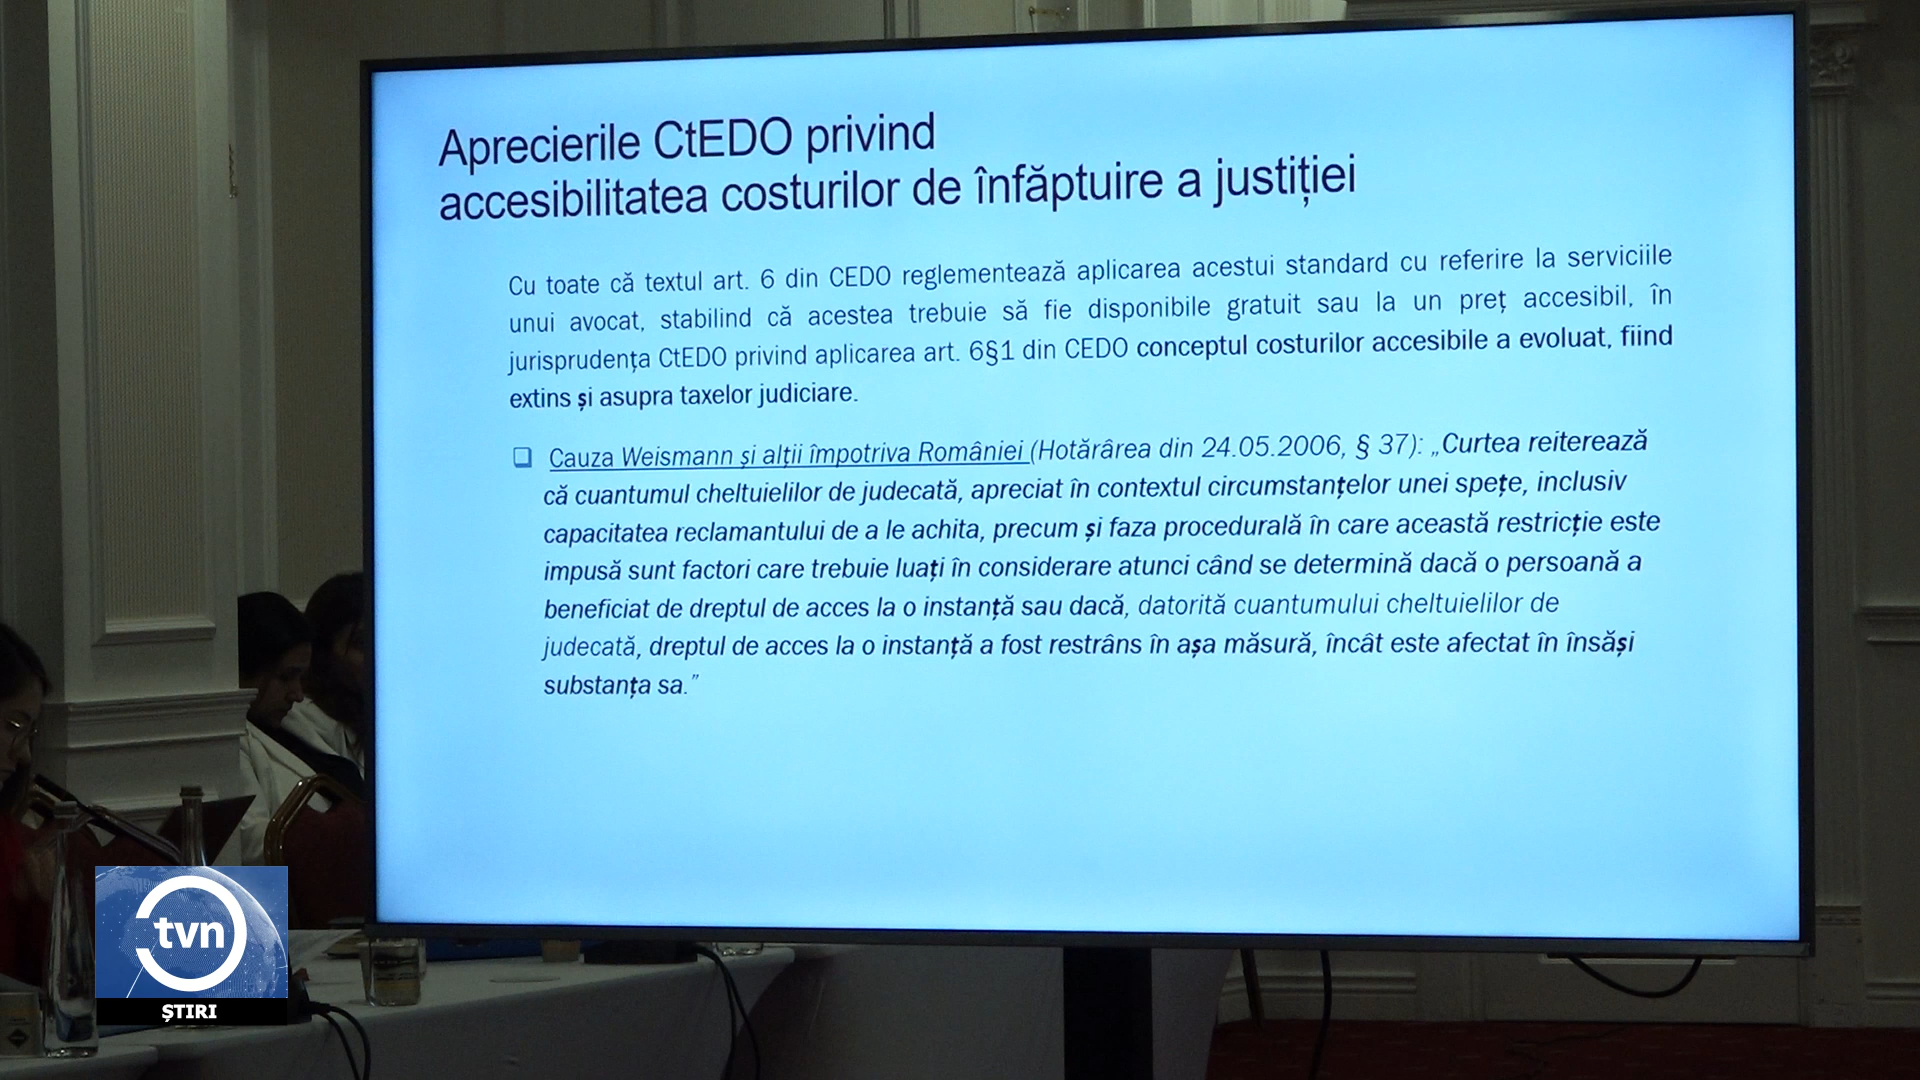 Aprecierile CtEDO privind
accesibilitatea costurilor de înfăptuire a justiției
Cu toate că textul art. 6 din CEDO reglementează aplicarea acestui standard cu referire la serviciile
unui avocat, stabilind că acestea trebuie să fie disponibile gratuit sau la un preț accesibil, în
jurisprudența CtEDO privind aplicarea art. 6§1 din CEDO conceptul costurilor accesibile a evoluat, fiind
extins și asupra taxelor judiciare.
Cauza Weismann și alții împotriva României (Hotărârea din 24.05.2006, § 37): „Curtea reiterează
că cuantumul cheltuielilor de judecată, apreciat în contextul circumstanțelor unei spețe, inclusiv
capacitatea reclamantului de a le achita, precum și faza procedurală în care această restricție este
impusă sunt factori care trebuie luați în considerare atunci când se determină dacă o persoană a
beneficiat de dreptul de acces la o instanță sau dacă, datorită cuantumului cheltuielilor de
judecată, dreptul de acces la o instanță a fost restrâns în așa măsură, încât este afectat în însăși
substanța sa.”
tvn
ȘTIRI